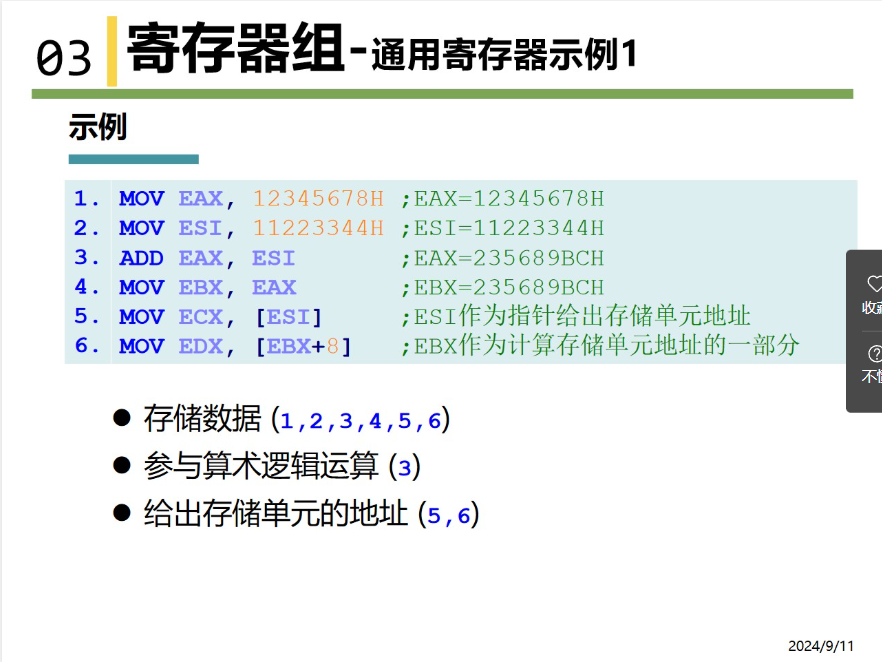 03 寄存器组-通用寄存器示例1
示例
1. MOV EAX, 12345678H ;EAX=12345678H
2. MOV ESI, 11223344H ;ESI=11223344H
3. ADD EAX, ESI ;EAX=235689BCH
4. MOV EBX, EAX ;EBX=235689BCH
5. MOV ECX, [ESI] ;ESI作为指针给出存储单元地址
6. MOV EDX, [EBX+8] ;EBX作为计算存储单元地址的一部分
● 存储数据 (1,2,3,4,5,6)
● 参与算术逻辑运算 (3)
● 给出存储单元的地址 (5,6)
收
不
2024/9/11